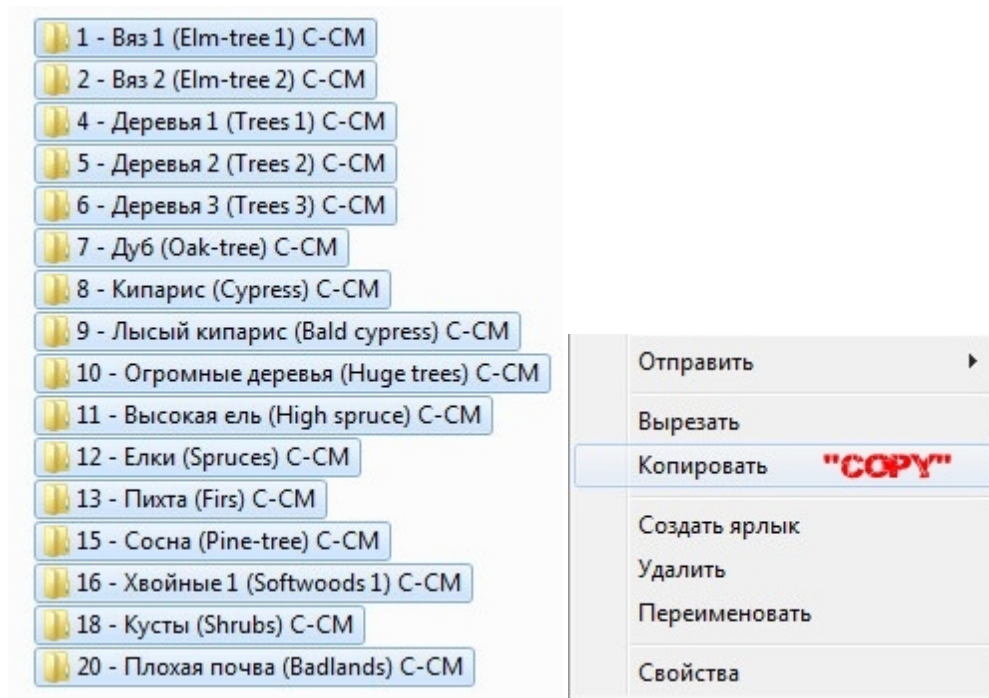 1 - Вяз 1 (Elm-tree 1) C-CM
2 - Вяз 2 (Elm-tree 2) C-CM
4 - Деревья 1 (Trees 1) C-CM
5 - Деревья 2 (Trees 2) C-CM
6 - Деревья 3 (Trees 3) C-CM
7 - Дуб (Oak-tree) C-CM
8 - Кипарис (Cypress) C-CM
9 - Лысый кипарис (Bald cypress) C-CM
10 - Огромные деревья (Huge trees) C-CM
11 - Высокая ель (High spruce) C-CM
12 - Елки (Spruces) C-CM
13 - Пихта (Firs) C-CM
15 - Сосна (Pine-tree) C-CM
16 - Хвойные 1 (Softwoods 1) C-CM
18 - Кусты (Shrubs) C-CM
20 - Плохая почва (Badlands) C-CM
Отправить
Вырезать
Копировать "COPY"
Создать ярлык
Удалить
Переименовать
Свойства